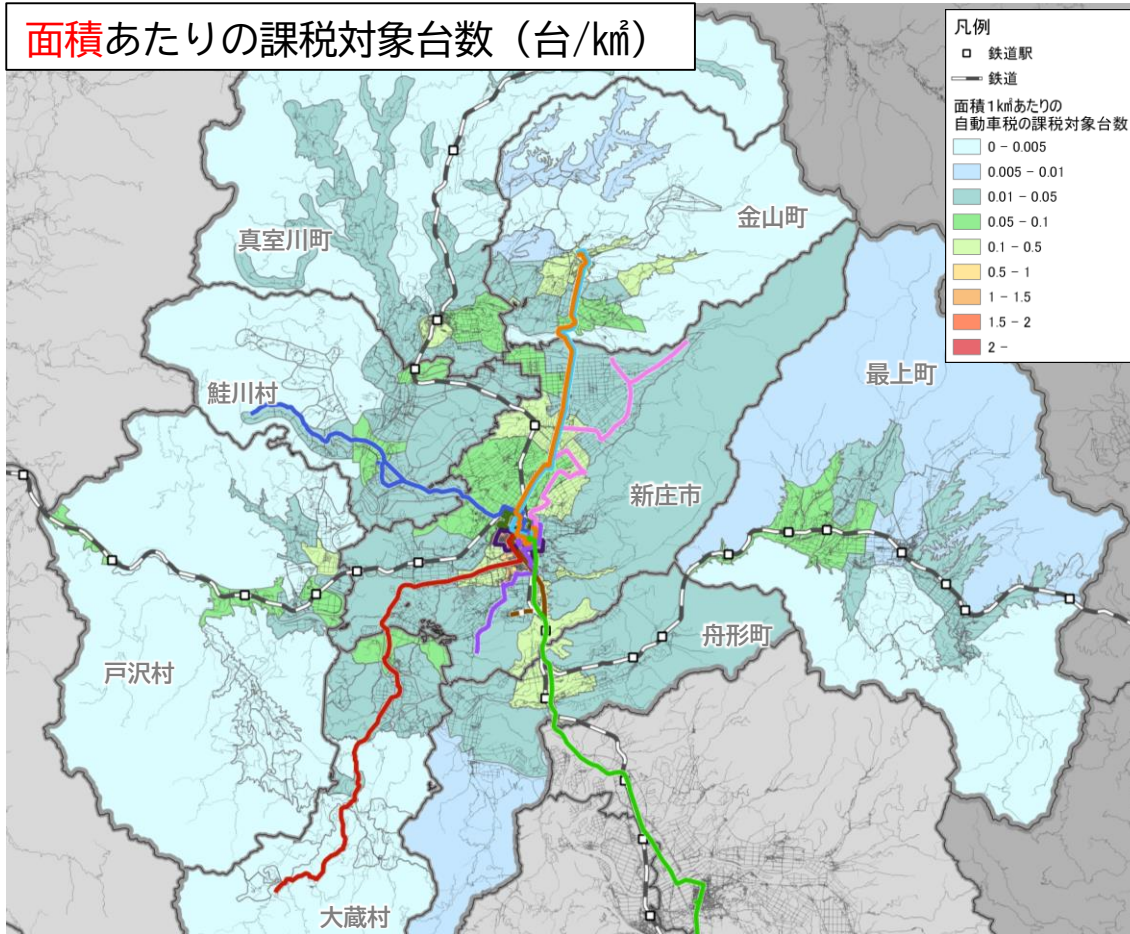 面積あたりの課税対象台数（台/㎢）
凡例
鉄道駅
鉄道
面積1㎢あたりの
自動車税の課税対象台数
0 - 0.005
0.005 - 0.01
0.01 - 0.05
0.05 - 0.1
0.1 - 0.5
0.5 - 1
1 - 1.5
1.5 - 2
2 -
金山町
真室川町
最上町
鮭川村
新庄市
舟形町
戸沢村
大蔵村